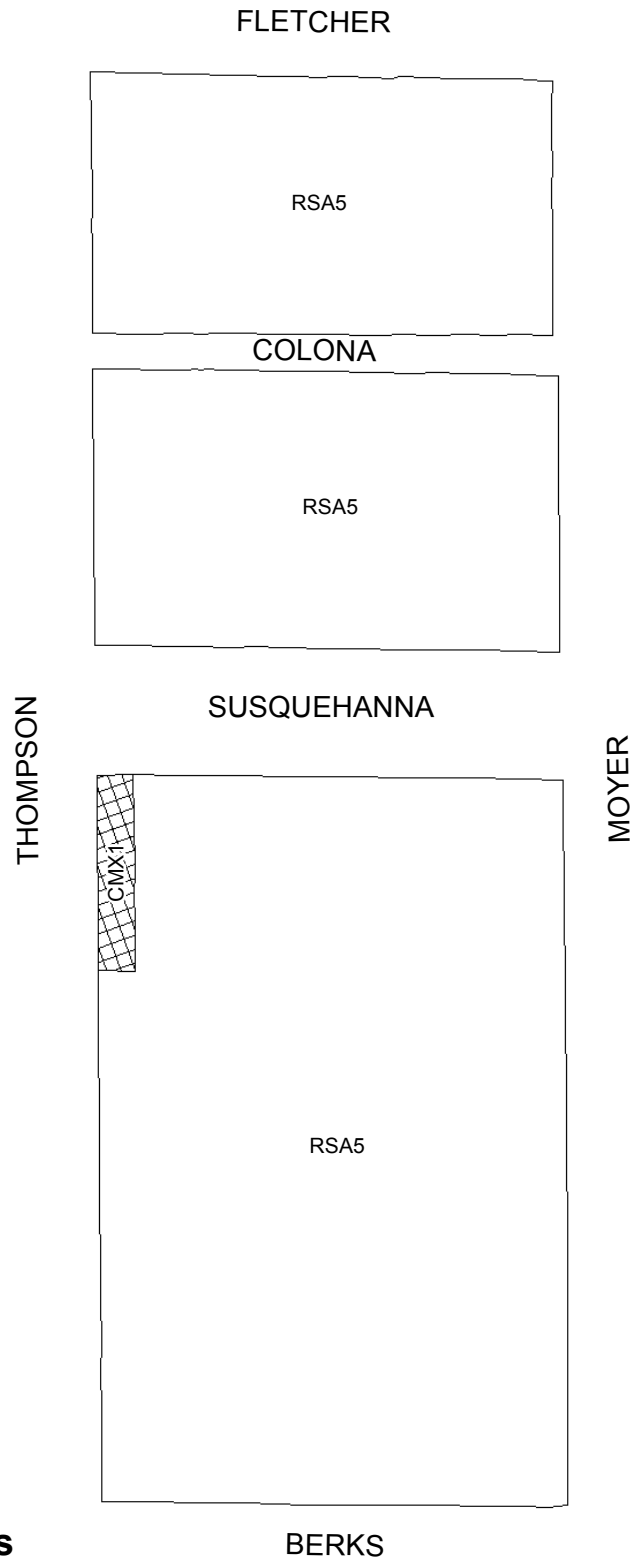 FLETCHER
RSA5
COLONA
RSA5
SUSQUEHANNA
THOMPSON
MOYER
CMX1
RSA5
s
BERKS